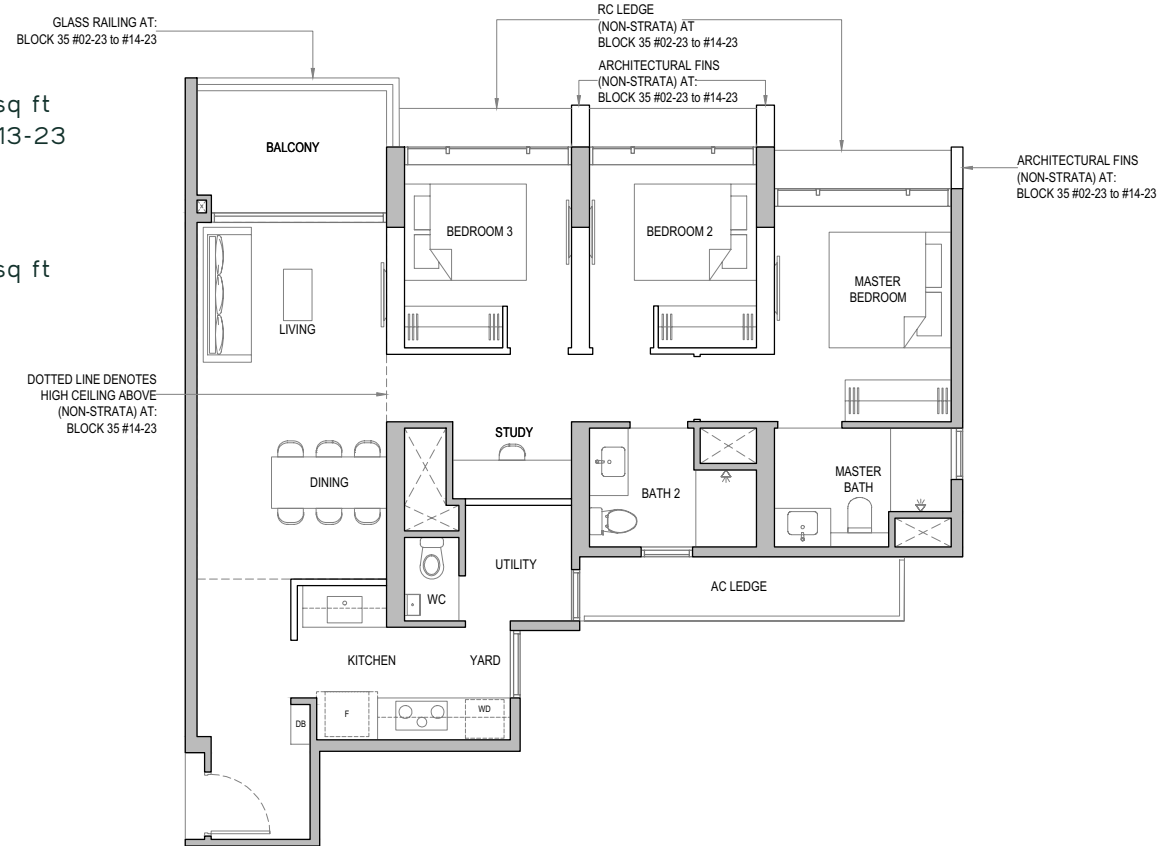 GLASS RAILING AT:
BLOCK 35 #02-23 to #14-23
RC LEDGE
(NON-STRATA) AT
BLOCK 35 #02-23 to #14-23
ARCHITECTURAL FINS
(NON-STRATA) AT:
BLOCK 35 #02-23 to #14-23
sq ft
13-23
sq ft
ARCHITECTURAL FINS
(NON-STRATA) AT:
BLOCK 35 #02-23 to #14-23
BALCONY
BEDROOM 3
BEDROOM 2
MASTER
BEDROOM
LIVING
DOTTED LINE DENOTES
HIGH CEILING ABOVE
(NON-STRATA) AT:
BLOCK 35 #14-23
STUDY
DINING
BATH 2
MASTER
BATH
UTILITY
WC
AC LEDGE
KITCHEN
YARD
F
WD
DB